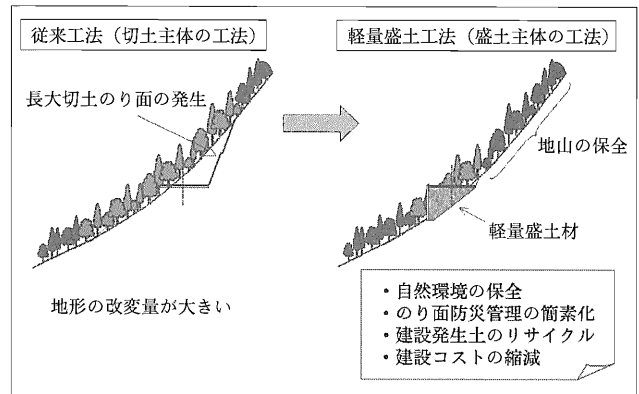 従来工法（切土主体の工法）
長大切土のり面の発生
地形の改変量が大きい
軽量盛土工法（盛土主体の工法）
地山の保全
軽量盛土材
・自然環境の保全
・のり面防災管理の簡素化
・建設発生土のリサイクル
・建設コストの縮減